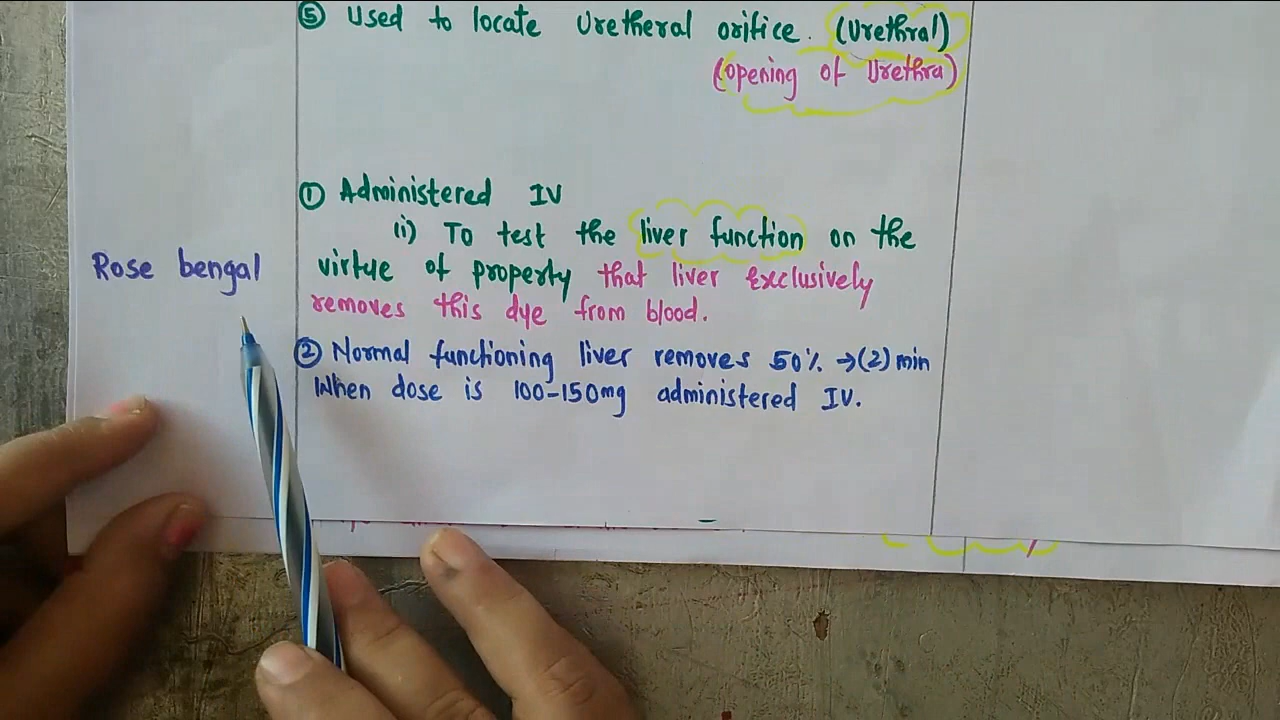 ⑤ Used to locate Uretheral orifice. (Urethral)
(opening of Urethra)
① Administered IV
(i) To test the liver function on the
Rose bengal
virtue of property that liver Exclusively
removes this dye from blood.
② Normal functioning liver removes 50% →(2) min
When dose is 100-150mg administered IV.